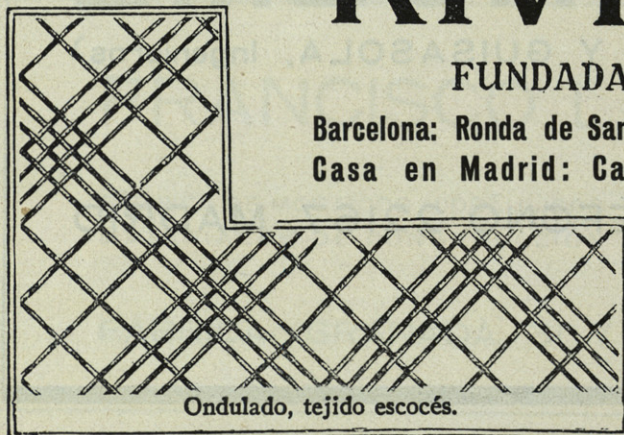 FUNDADA
Barcelona: Ronda de San
Casa en Madrid: Ca
Ondulado, tejido escocés.